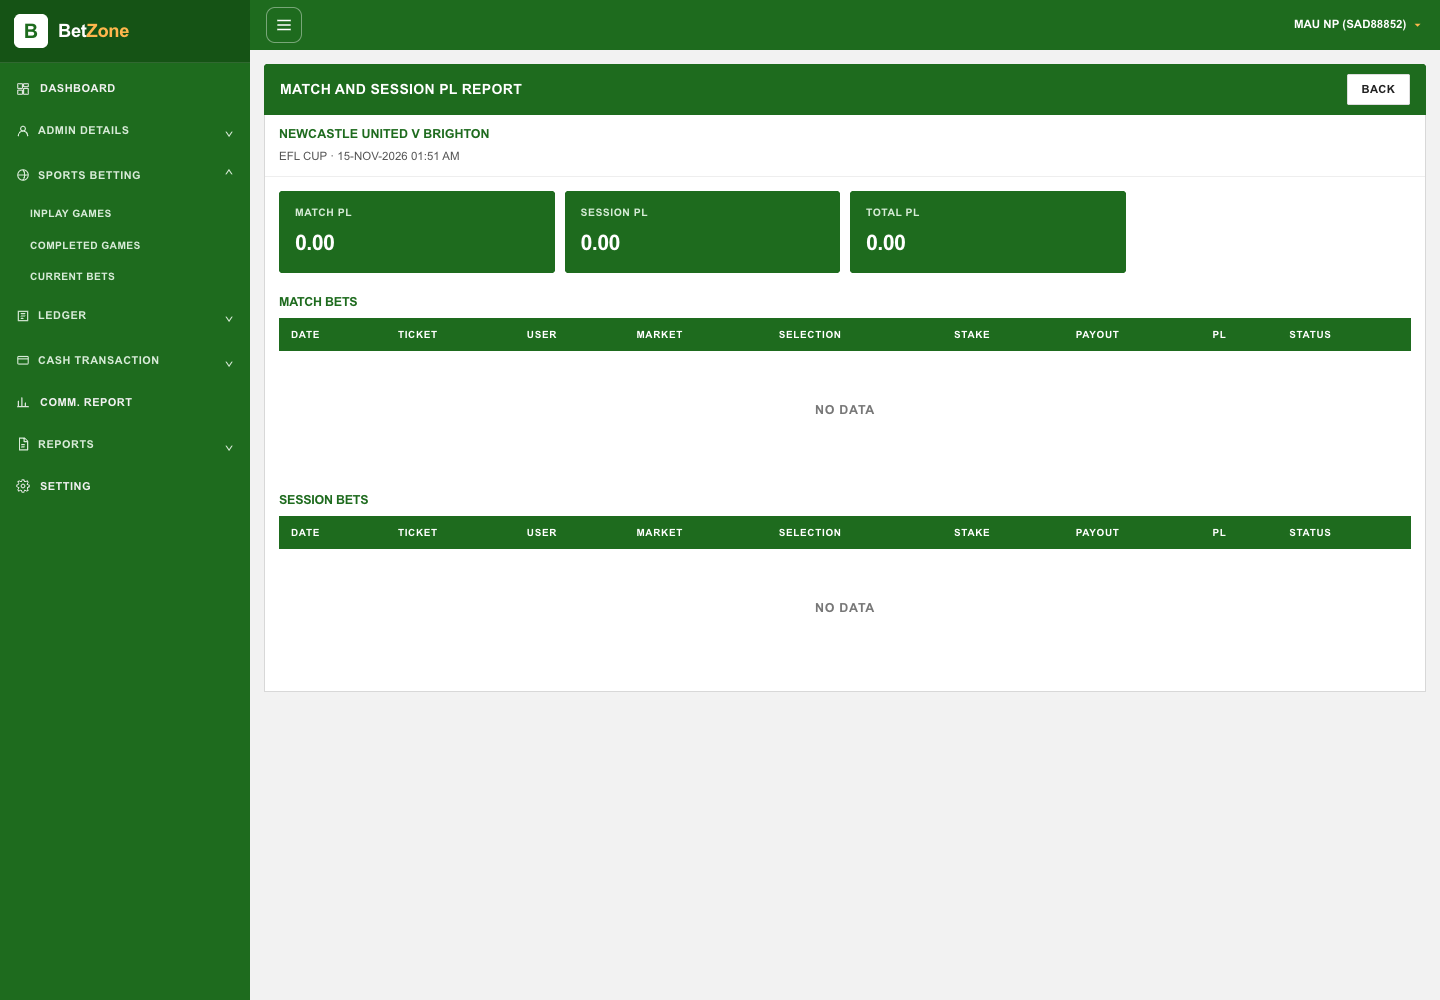 B BetZone
MAU NP (SAD88852)
DASHBOARD
ADMIN DETAILS
SPORTS BETTING
INPLAY GAMES
COMPLETED GAMES
CURRENT BETS
LEDGER
CASH TRANSACTION
COMM. REPORT
REPORTS
SETTING
MATCH AND SESSION PL REPORT
BACK
NEWCASTLE UNITED V BRIGHTON
EFL CUP · 15-NOV-2026 01:51 AM
MATCH PL
0.00
SESSION PL
0.00
TOTAL PL
0.00
MATCH BETS
DATE TICKET USER MARKET SELECTION STAKE PAYOUT PL STATUS
NO DATA
SESSION BETS
DATE TICKET USER MARKET SELECTION STAKE PAYOUT PL STATUS
NO DATA